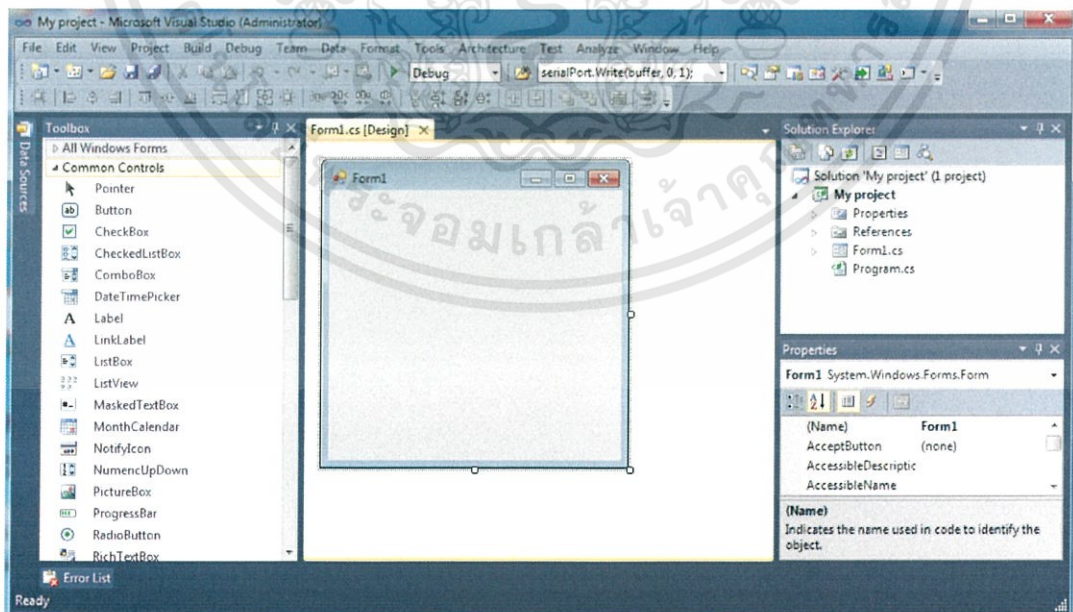 My project - Microsoft Visual Studio (Administrator)
File Edit View Project Build Debug Team Data Format Tools Architecture Test Analyze Window Help
Debug serialPort.Write(buffer, 0, 1);
Toolbox
Data Sources
All Windows Forms
Common Controls
Pointer
Button
CheckBox
CheckedListBox
ComboBox
DateTimePicker
Label
LinkLabel
ListBox
ListView
MaskedTextBox
MonthCalendar
NotifyIcon
NumericUpDown
PictureBox
ProgressBar
RadioButton
RichTextBox
Form1.cs [Design]
Form1
Solution Explorer
Solution 'My project' (1 project)
My project
Properties
References
Form1.cs
Program.cs
Properties
Form1 System.Windows.Forms.Form
(Name) Form1
AcceptButton (none)
AccessibleDescriptic
AccessibleName
(Name)
Indicates the name used in code to identify the
object.
Error List
Ready